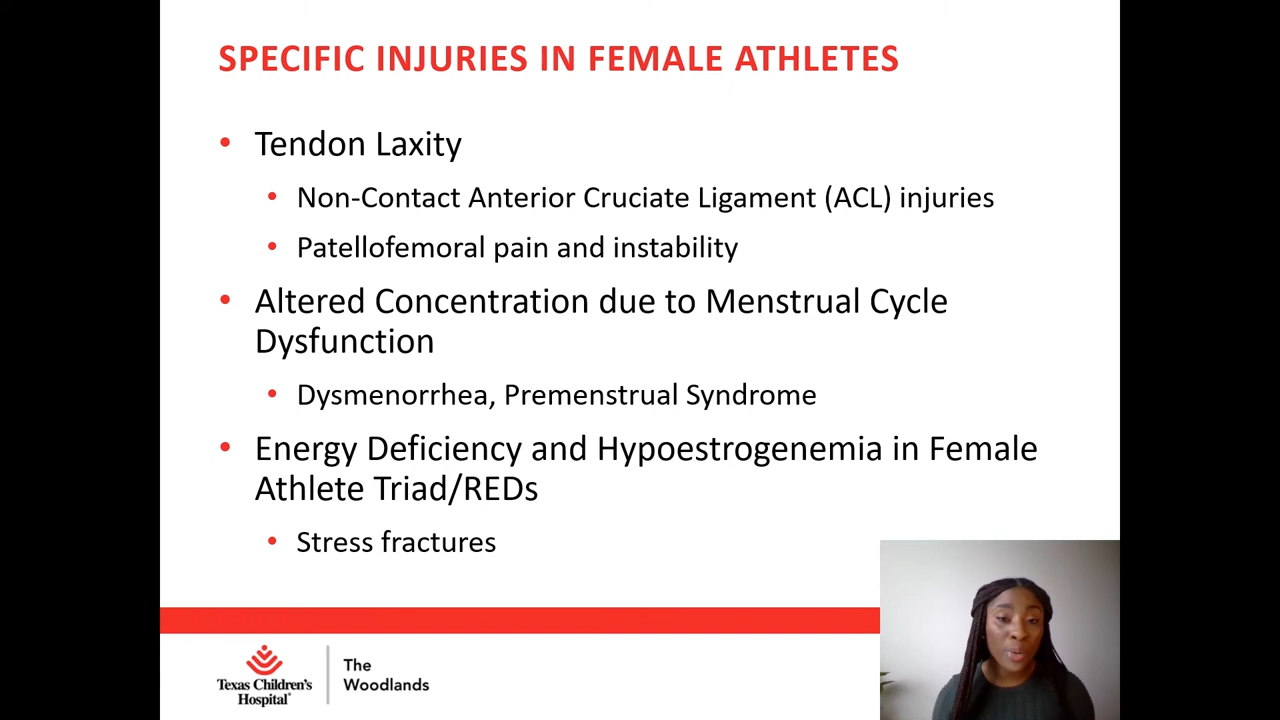 SPECIFIC INJURIES IN FEMALE ATHLETES
• Tendon Laxity
• Non-Contact Anterior Cruciate Ligament (ACL) injuries
• Patellofemoral pain and instability
• Altered Concentration due to Menstrual Cycle
Dysfunction
• Dysmenorrhea, Premenstrual Syndrome
• Energy Deficiency and Hypoestrogenemia in Female
Athlete Triad/REDs
• Stress fractures
Texas Children's
Hospital®
The
Woodlands